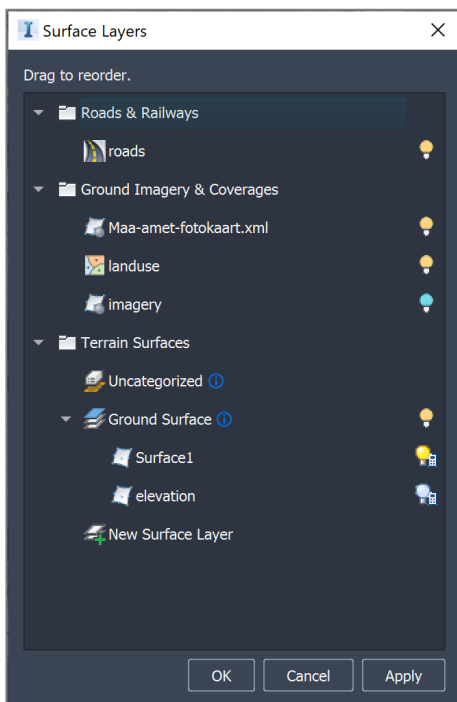 Surface Layers
Drag to reorder.
Roads & Railways
roads
Ground Imagery & Coverages
Maa-amet-fotokaart.xml
landuse
imagery
Terrain Surfaces
Uncategorized
Ground Surface
Surface1
elevation
New Surface Layer
OK Cancel Apply